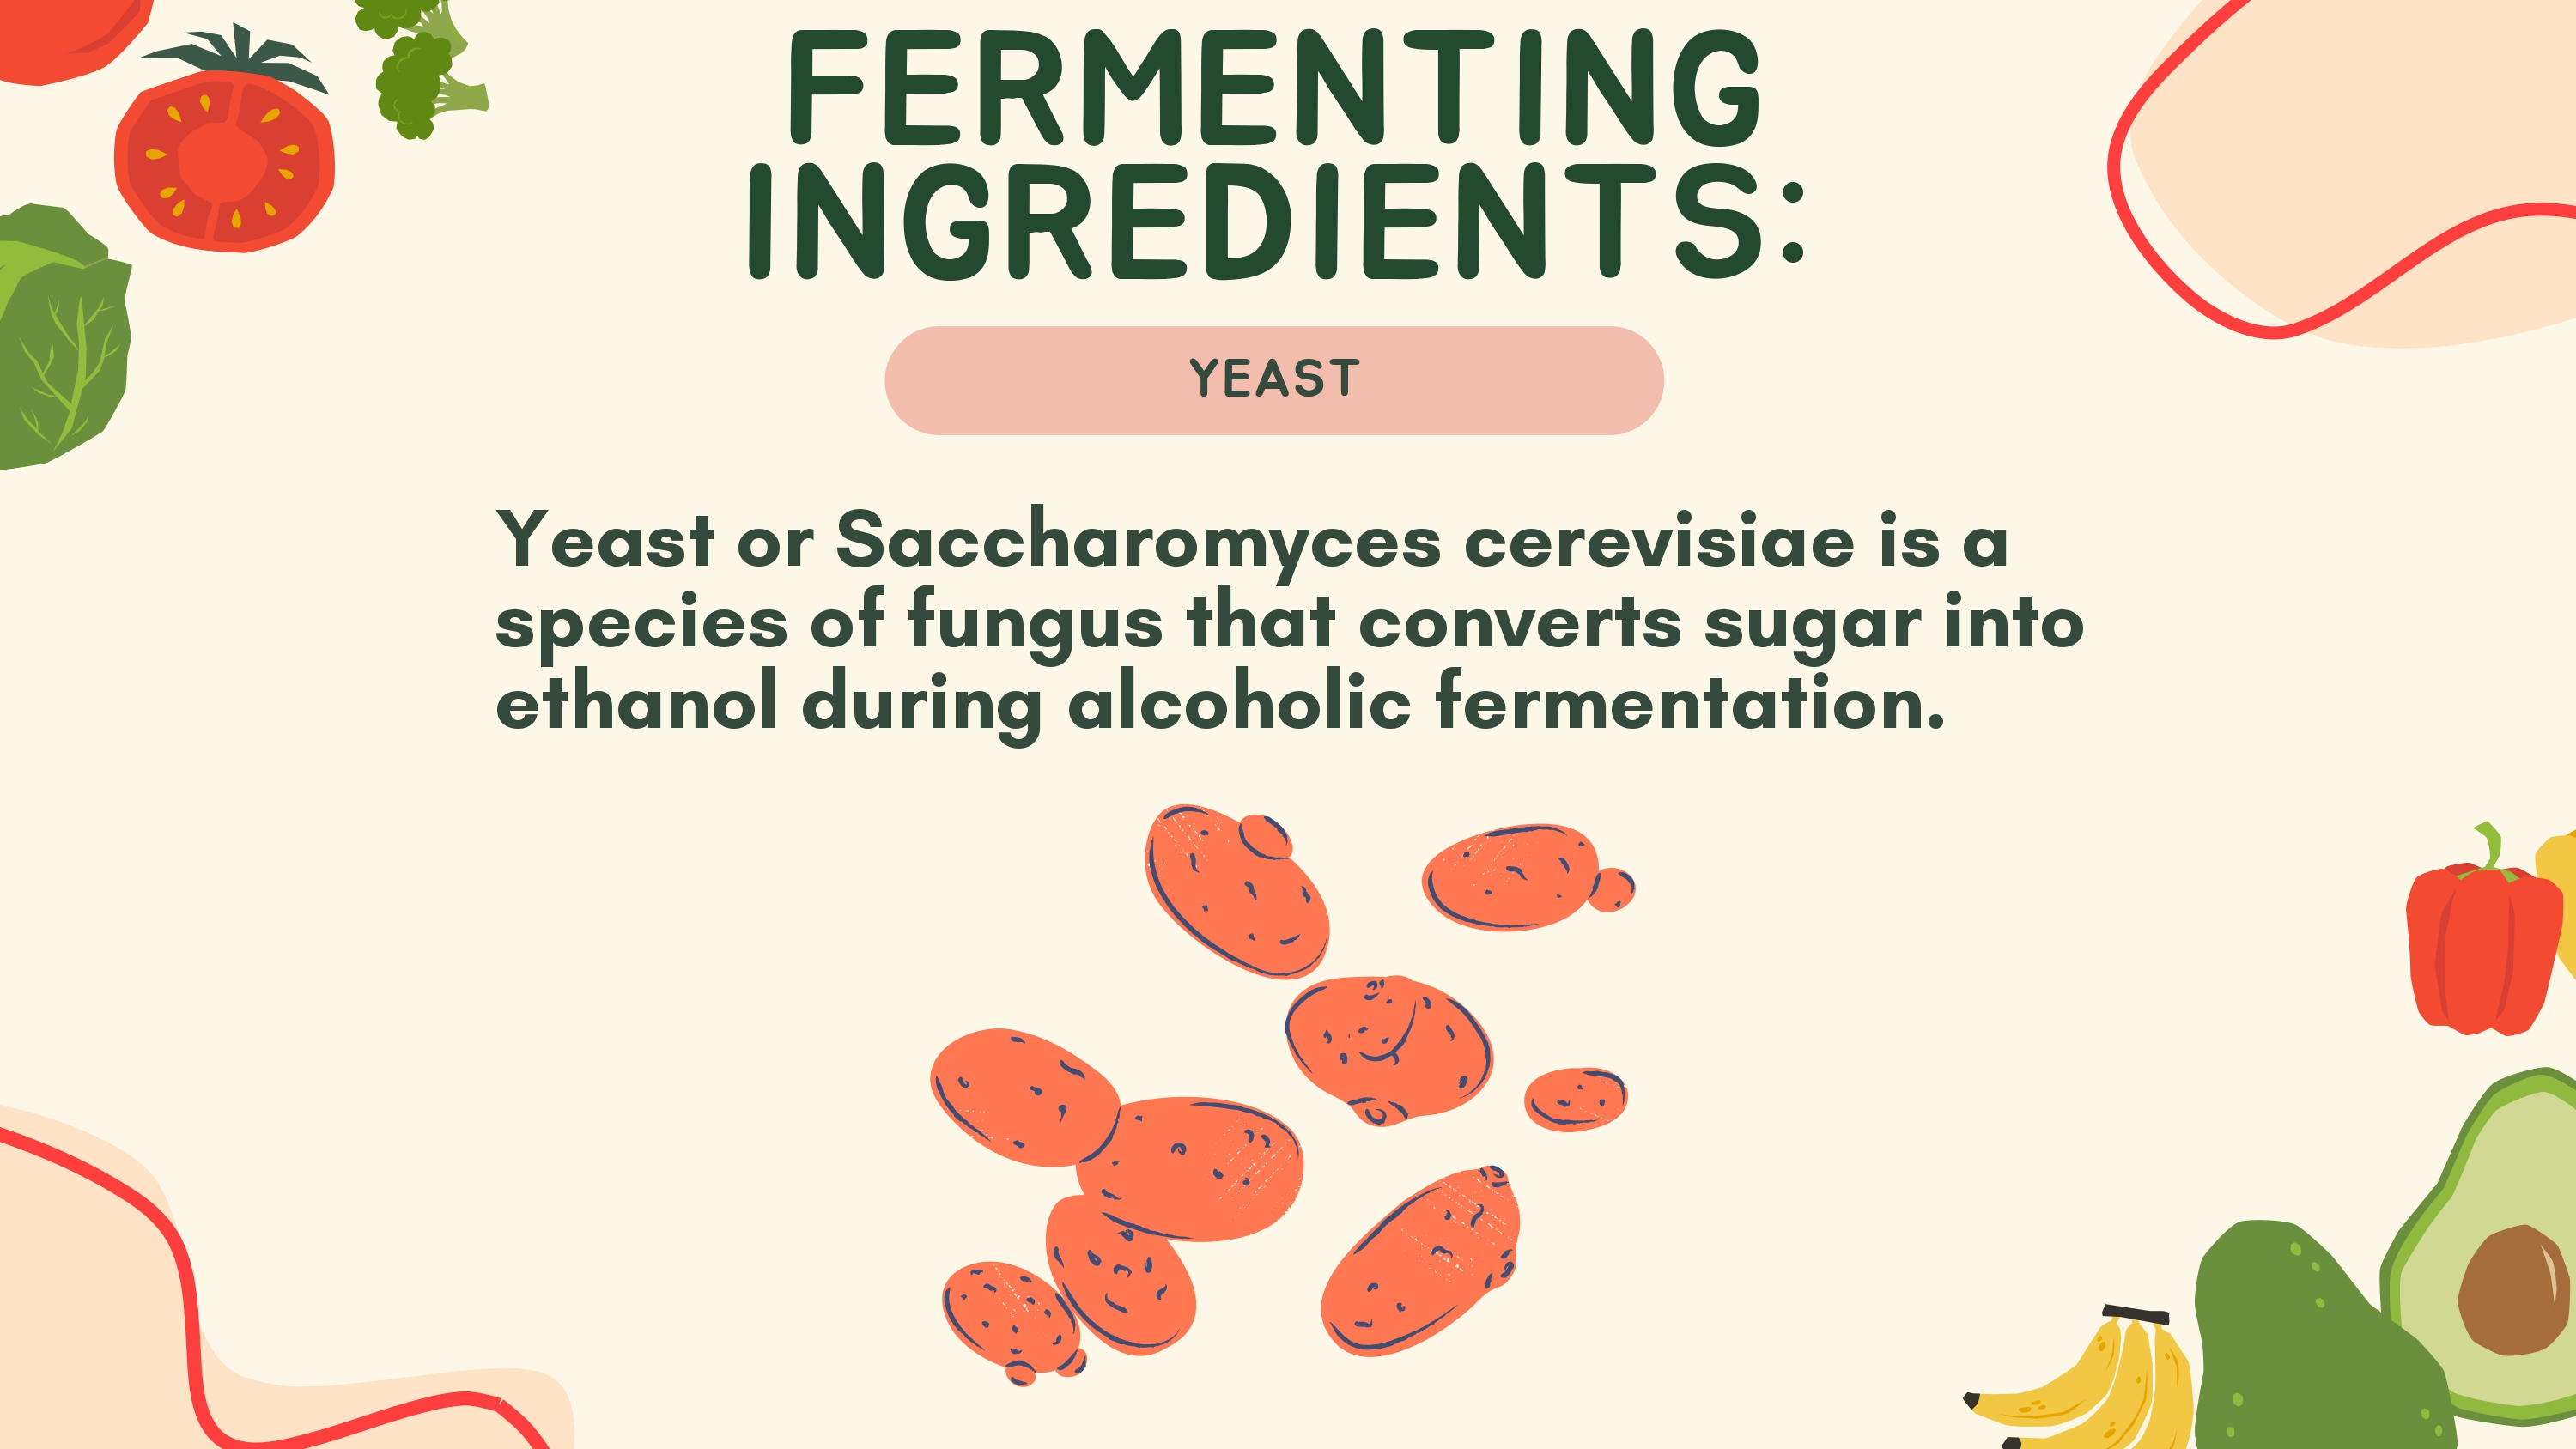 FERMENTING
INGREDIENTS:
YEAST
Yeast or Saccharomyces cerevisiae is a
species of fungus that converts sugar into
ethanol during alcoholic fermentation.